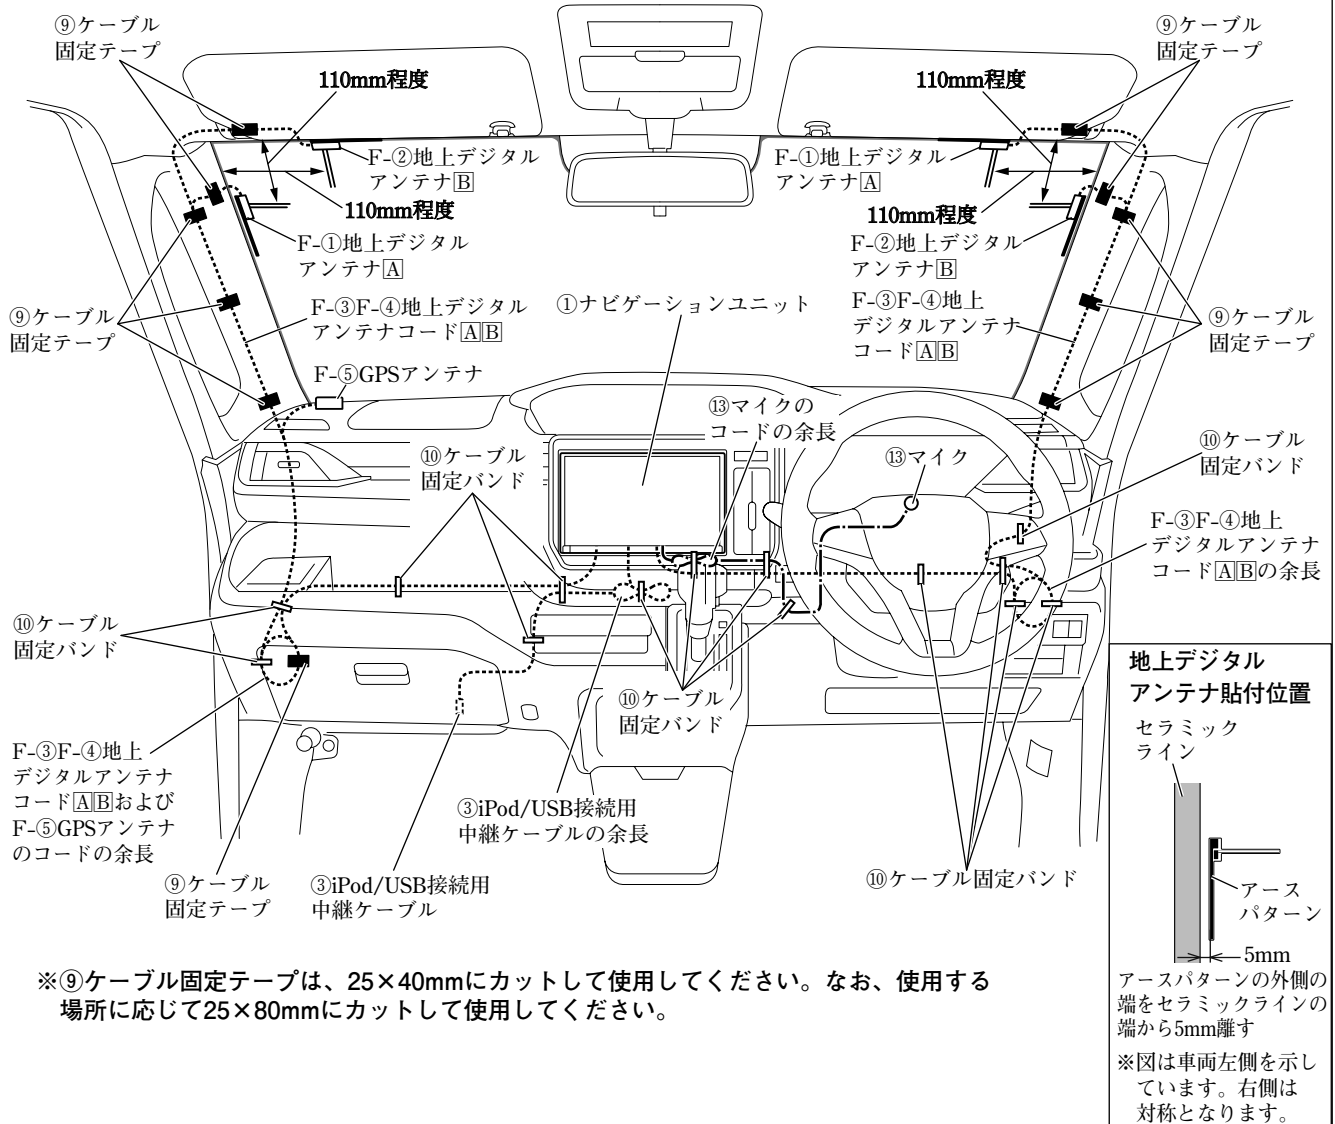 ⑨ケーブル
固定テープ
110mm程度
110mm程度
⑨ケーブル
固定テープ
F-②地上デジタル
アンテナB
F-①地上デジタル
アンテナA
110mm程度
110mm程度
F-①地上デジタル
アンテナA
F-②地上デジタル
アンテナB
⑨ケーブル
固定テープ
F-③F-④地上デジタル
アンテナコードAB
①ナビゲーションユニット
F-③F-④地上
デジタルアンテナ
コードAB
⑨ケーブル
固定テープ
F-⑤GPSアンテナ
⑬マイクの
コードの余長
⑩ケーブル
固定バンド
⑬マイク
⑩ケーブル
固定バンド
F-③F-④地上
デジタルアンテナ
コードABの余長
⑩ケーブル
固定バンド
⑩ケーブル
固定バンド
F-③F-④地上
デジタルアンテナ
コードABおよび
F-⑤GPSアンテナ
のコードの余長
③iPod/USB接続用
中継ケーブルの余長
⑨ケーブル
固定テープ
③iPod/USB接続用
中継ケーブル
⑩ケーブル固定バンド
地上デジタル
アンテナ貼付位置
セラミック
ライン
アース
パターン
5mm
アースパターンの外側の
端をセラミックラインの
端から5mm離す
※図は車両左側を示し
ています。右側は
対称となります。
※⑨ケーブル固定テープは、25×40mmにカットして使用してください。なお、使用する
場所に応じて25×80mmにカットして使用してください。